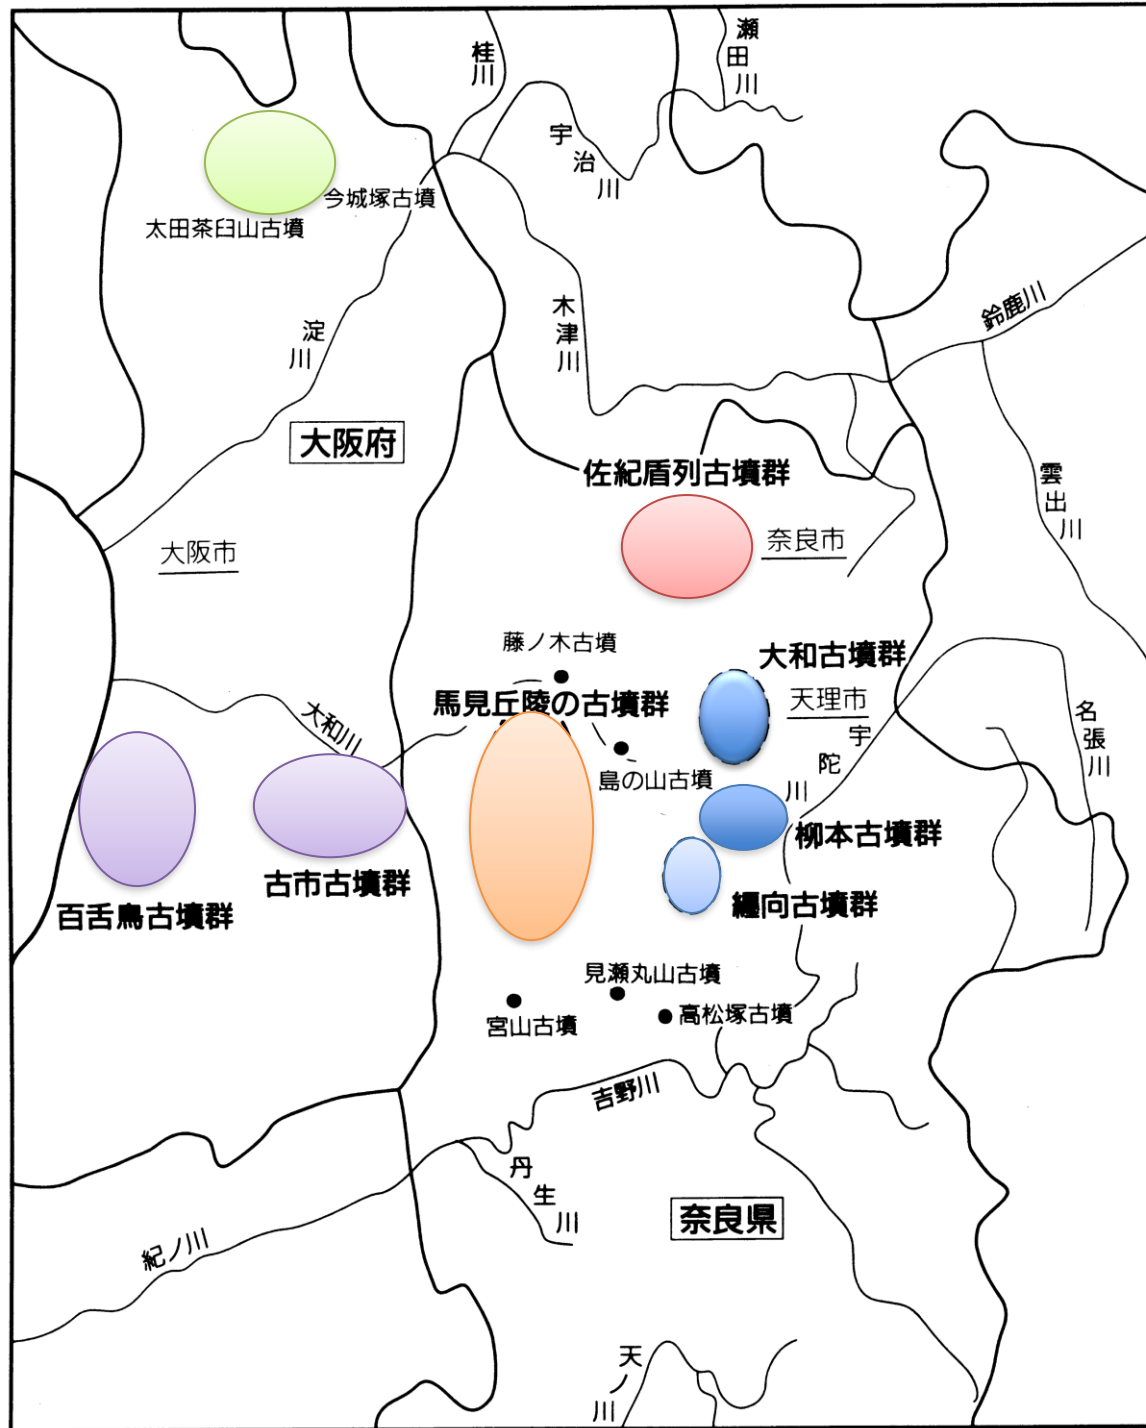 桂川
瀬田川
宇治川
今城塚古墳
太田茶臼山古墳
木津川
鈴鹿川
淀川
大阪府
佐紀盾列古墳群
雲出川
大阪市
奈良市
藤ノ木古墳
大和古墳群
馬見丘陵の古墳群
天理市
大和川
宇陀川
名張川
島の山古墳
柳本古墳群
古市古墳群
纒向古墳群
百舌鳥古墳群
見瀬丸山古墳
宮山古墳
高松塚古墳
吉野川
丹生川
奈良県
紀ノ川
天ノ川